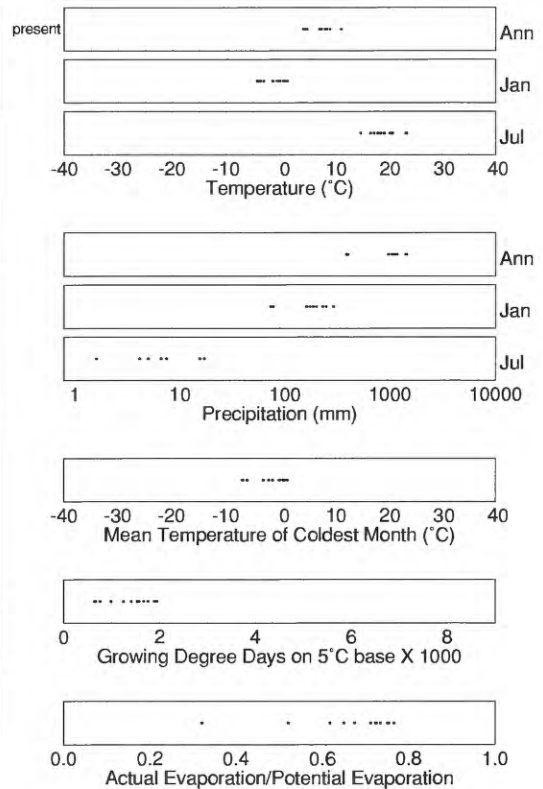 present
Ann
Jan
Jul
-40 -30 -20 -10 0 10 20 30 40
Temperature (˚C)
Ann
Jan
Jul
1 10 100 1000 10000
Precipitation (mm)
-40 -30 -20 -10 0 10 20 30 40
Mean Temperature of Coldest Month (˚C)
0 2 4 6 8
Growing Degree Days on 5˚C base X 1000
0.0 0.2 0.4 0.6 0.8 1.0
Actual Evaporation/Potential Evaporation